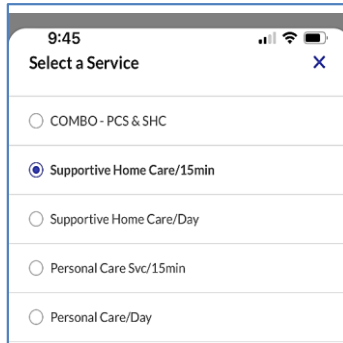 9:45
Select a Service
COMBO - PCS & SHC
Supportive Home Care/15min
Supportive Home Care/Day
Personal Care Svc/15min
Personal Care/Day